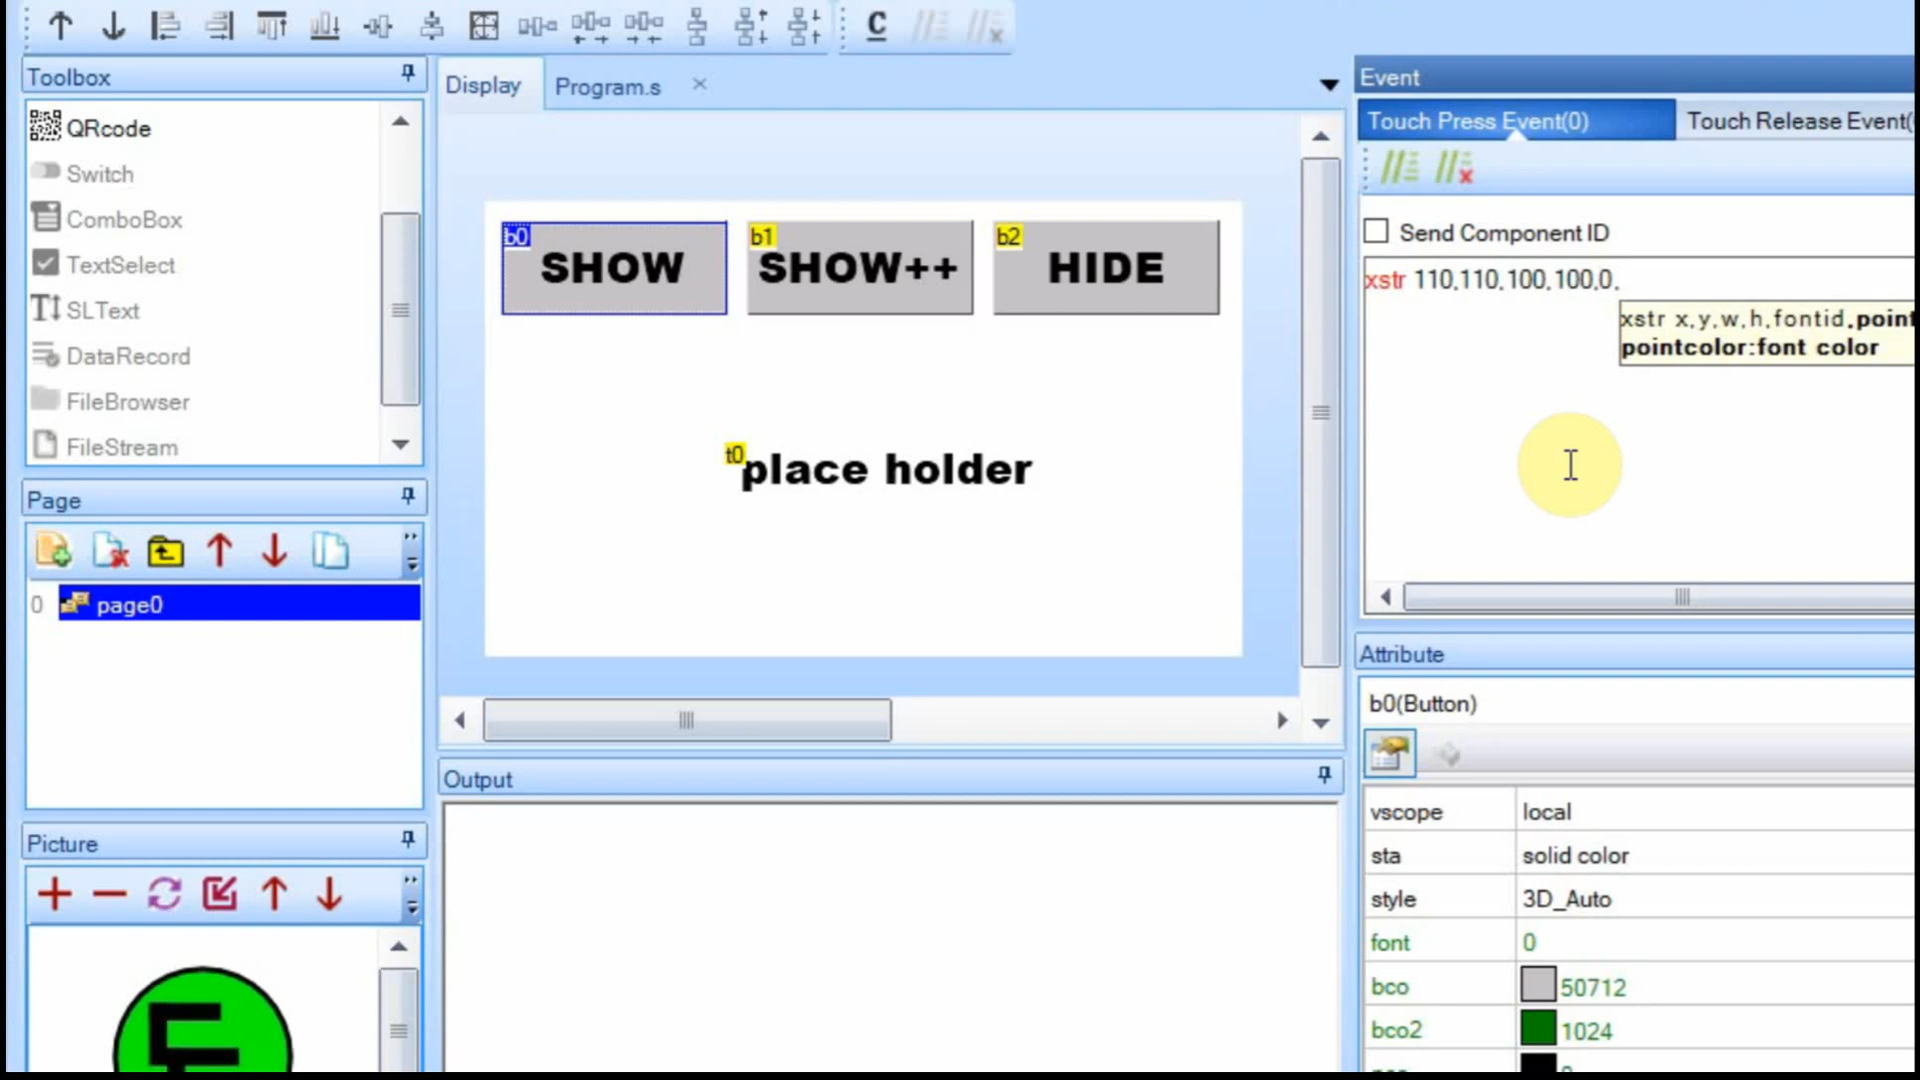 C
Toolbox
QRcode
Switch
ComboBox
TextSelect
SLText
DataRecord
FileBrowser
FileStream
Page
0 page0
Picture
Display
Program.s
b0 SHOW
b1 SHOW++
b2 HIDE
t0 place holder
Output
Event
Touch Press Event(0)
Touch Release Event(
Send Component ID
xstr 110,110,100,100,0,
xstr x,y,w,h,fontid,point
pointcolor:font color
Attribute
b0(Button)
vscope local
sta solid color
style 3D_Auto
font 0
bco 50712
bco2 1024